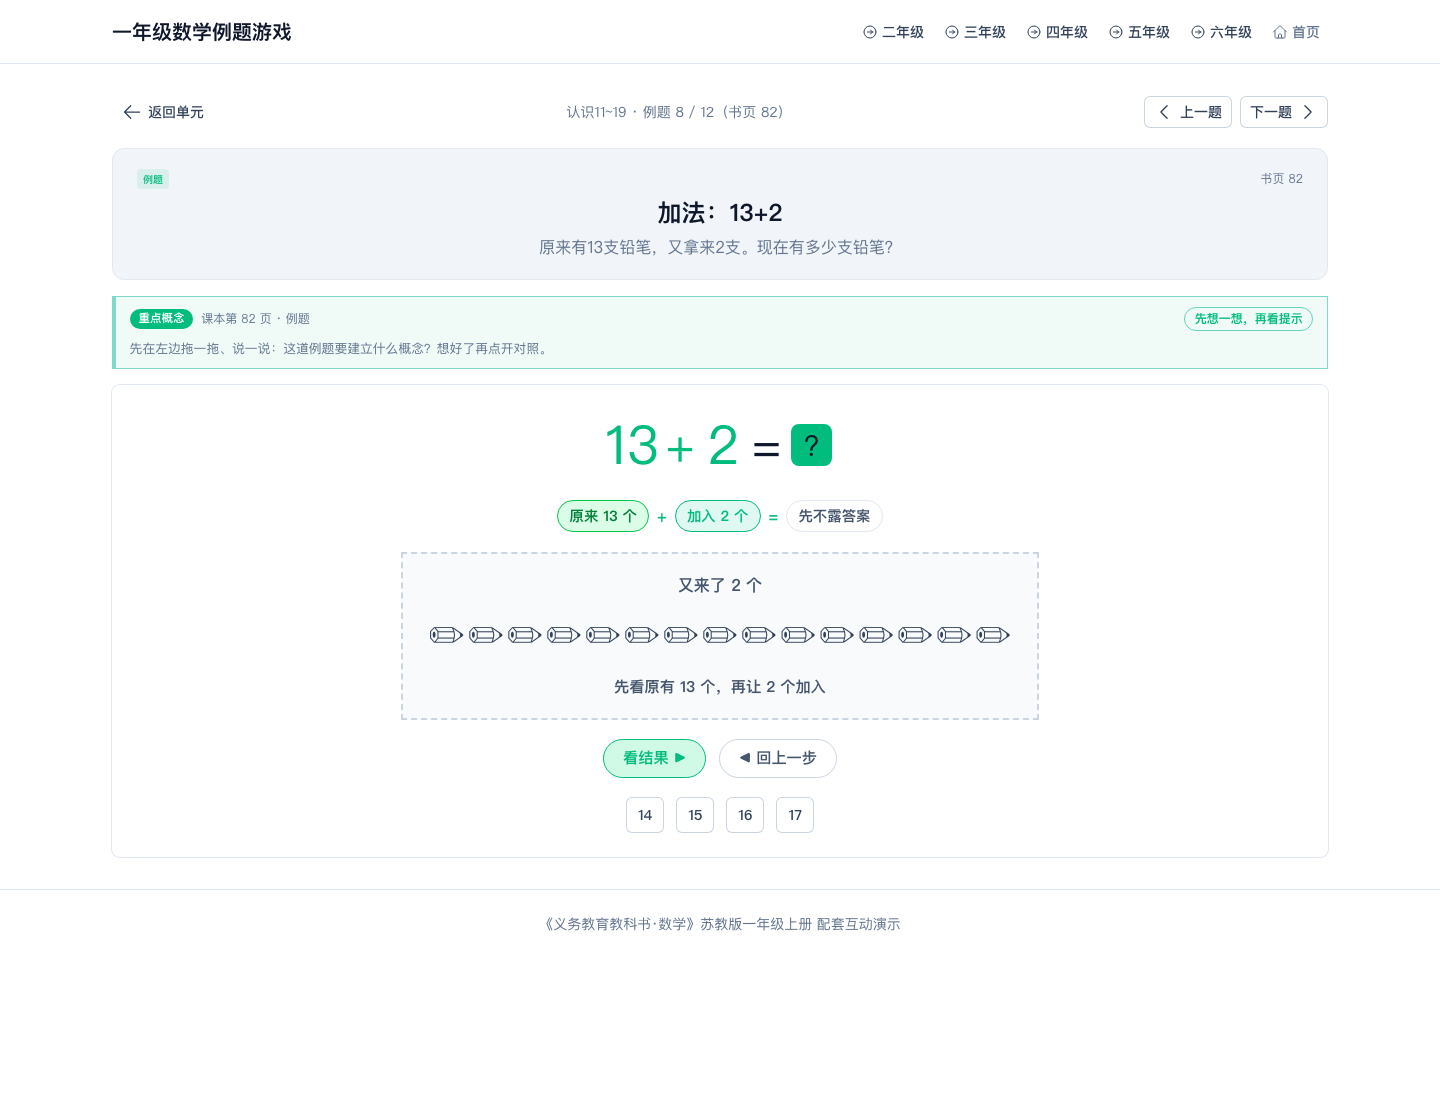 一年级数学例题游戏
二年级 三年级 四年级 五年级 六年级 首页
返回单元
认识11~19 · 例题 8 / 12（书页 82）
上一题 下一题
例题
书页 82
加法：13+2
原来有13支铅笔，又拿来2支。现在有多少支铅笔？
重点概念 课本第 82 页 · 例题
先想一想，再看提示
先在左边拖一拖、说一说：这道例题要建立什么概念？想好了再点开对照。
13 + 2 = ?
原来 13 个 + 加入 2 个 = 先不露答案
又来了 2 个
先看原有 13 个，再让 2 个加入
看结果 ▶ ◀ 回上一步
14 15 16 17
《义务教育教科书·数学》苏教版一年级上册 配套互动演示